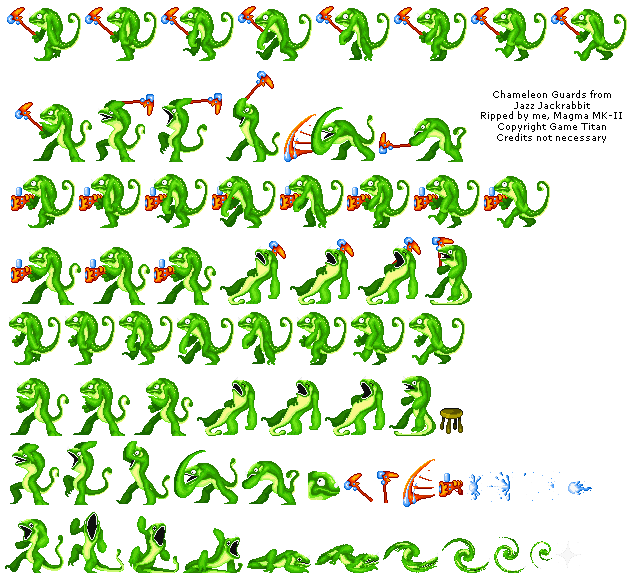 Chameleon Guards from
Jazz Jackrabbit
Ripped by me, Magma MK-II
Copyright Game Titan
Credits not necessary